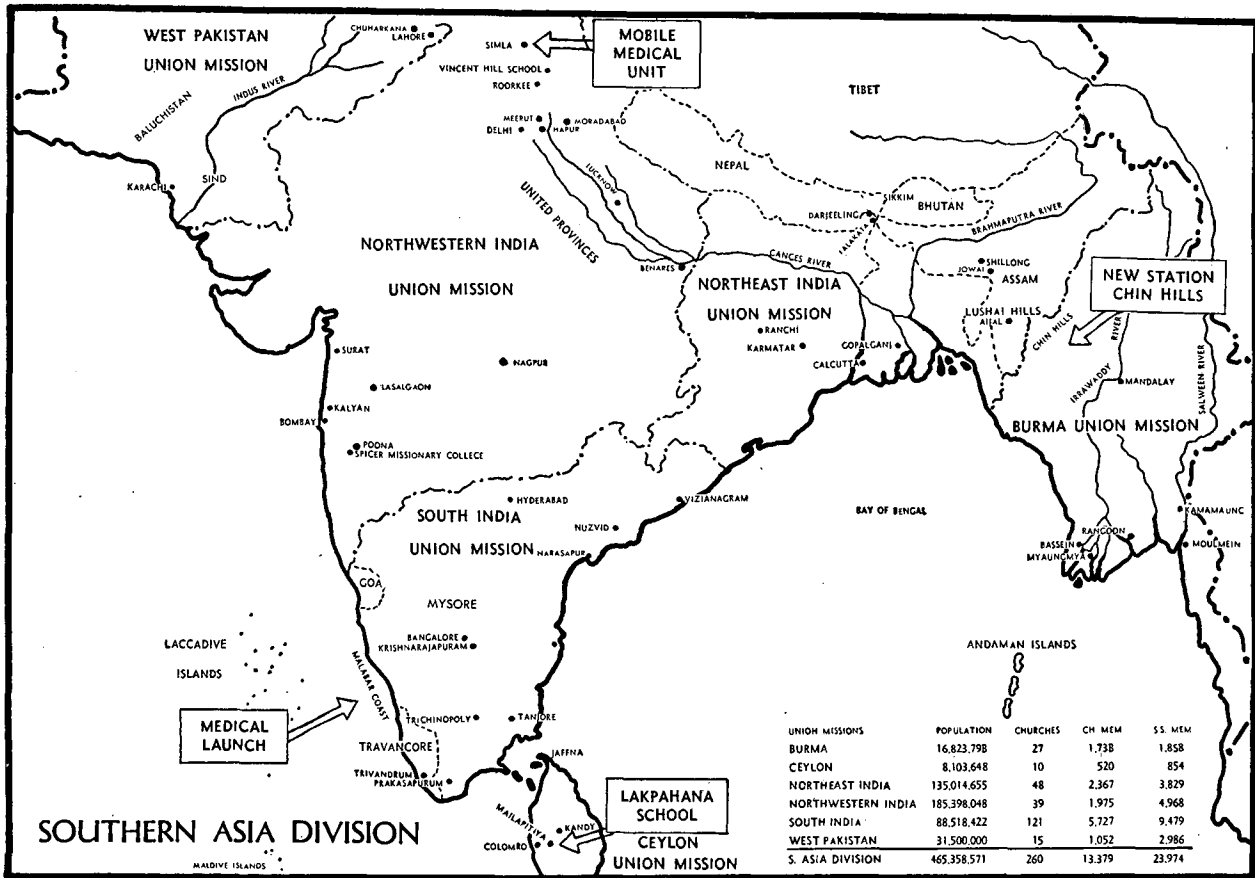 WEST PAKISTAN
UNION MISSION
CHUHARKANA
LAHORE
INDUS RIVER
BALUCHISTAN
SIND
KARACHI
SIMLA
MOBILE
MEDICAL
UNIT
VINCENT HILL SCHOOL
ROORKEE
MEERUT
MORADABAD
DELHI
HAPUR
LUCKNOW
UNITED PROVINCES
BENARES
TIBET
NEPAL
SIKKIM
BHUTAN
DARJEELING
FALAKATA
BRAHMAPUTRA RIVER
GANGES RIVER
NORTHWESTERN INDIA
UNION MISSION
NORTHEAST INDIA
UNION MISSION
RANCHI
KARMATAR
GOPALGANJ
CALCUTTA
SHILLONG
JOWAI
ASSAM
LUSHAI HILLS
AIJAL
CHIN HILLS
NEW STATION
CHIN HILLS
IRRAWADDY
RIVER
MANDALAY
SALWEEN RIVER
BURMA UNION MISSION
SURAT
NAGPUR
LASALGAON
KALYAN
BOMBAY
POONA
SPICER MISSIONARY COLLEGE
HYDERABAD
VIZIANAGRAM
SOUTH INDIA
UNION MISSION
NUZVID
NARASAPUR
BAY OF BENGAL
KAMAMAUNG
RANGOON
BASSEIN
MYAUNGMYA
MOULMEIN
GOA
MYSORE
BANGALORE
KRISHNARAJAPURAM
LACCADIVE
ISLANDS
MALABAR COAST
MEDICAL
LAUNCH
TRICHINOPOLY
TANJORE
TRAVANCORE
JAFFNA
TRIVANDRUM
PRAKASAPURUM
ANDAMAN ISLANDS
LAKPAHANA
SCHOOL
MAILAPITIYA
KANDY
COLOMBO
CEYLON
UNION MISSION
SOUTHERN ASIA DIVISION
MALDIVE ISLANDS
UNION MISSIONS POPULATION CHURCHES CH MEM SS. MEM
BURMA 16,823,798 27 1,738 1,858
CEYLON 8,103,648 10 520 854
NORTHEAST INDIA 135,014,655 48 2,367 3,829
NORTHWESTERN INDIA 185,398,048 39 1,975 4,968
SOUTH INDIA 88,518,422 121 5,727 9,479
WEST PAKISTAN 31,500,000 15 1,052 2,986
S. ASIA DIVISION 465,358,571 260 13,379 23,974